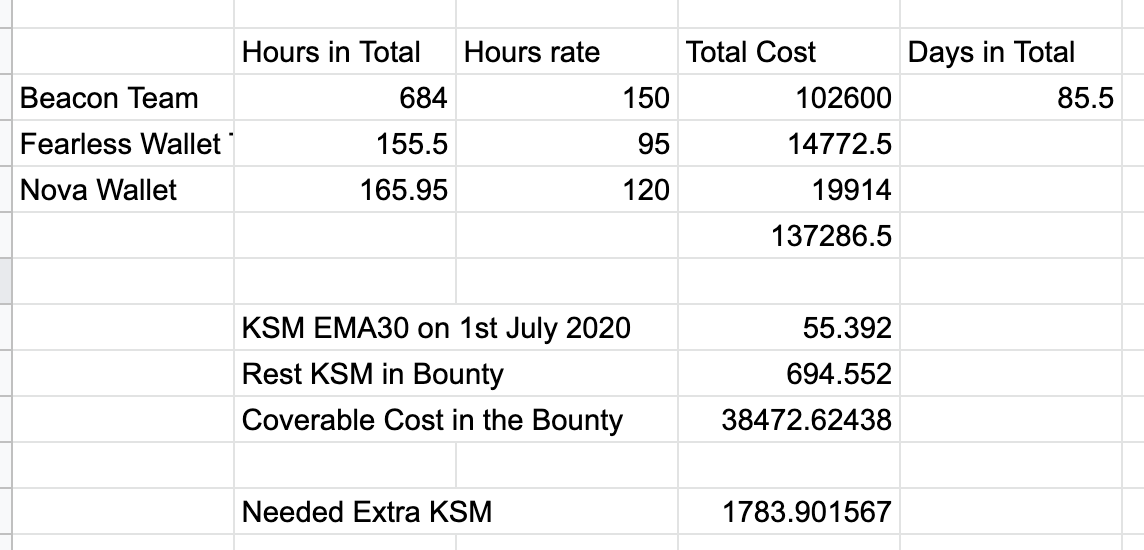 Hours in Total Hours rate Total Cost Days in Total
Beacon Team 684 150 102600 85.5
Fearless Wallet 155.5 95 14772.5
Nova Wallet 165.95 120 19914
137286.5
KSM EMA30 on 1st July 2020 55.392
Rest KSM in Bounty 694.552
Coverable Cost in the Bounty 38472.62438
Needed Extra KSM 1783.901567